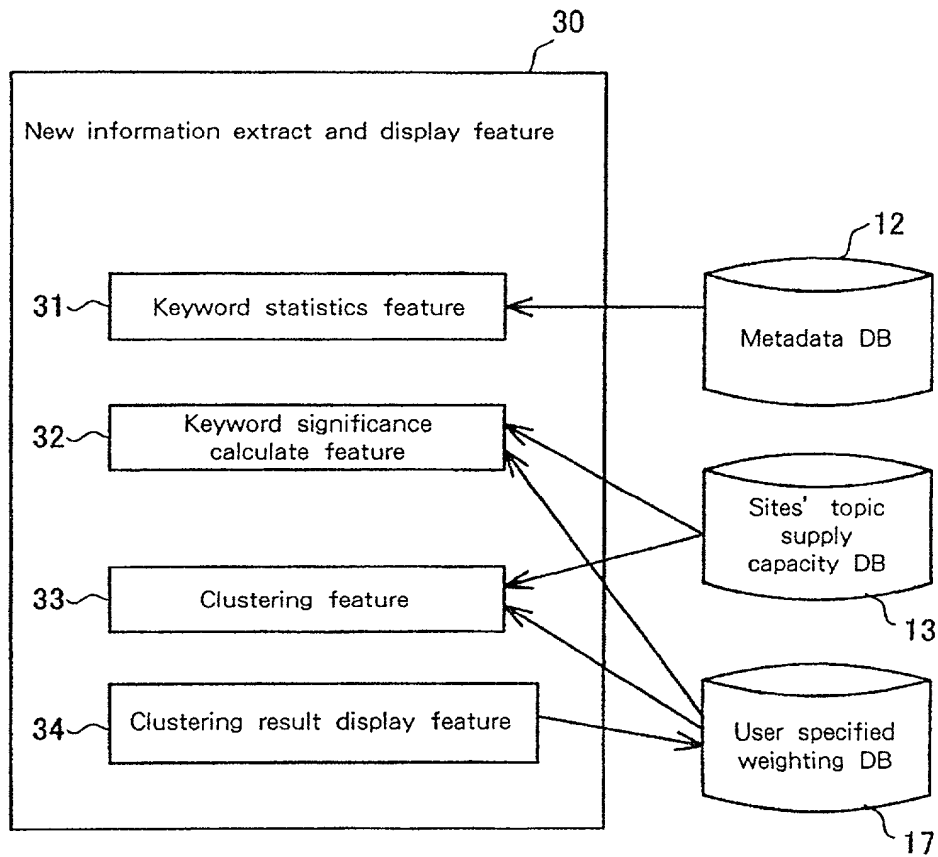 30
New information extract and display feature
12
31
Keyword statistics feature
Metadata DB
32
Keyword significance
calculate feature
Sites' topic
supply
capacity DB
33
Clustering feature
13
34
Clustering result display feature
User specified
weighting DB
17